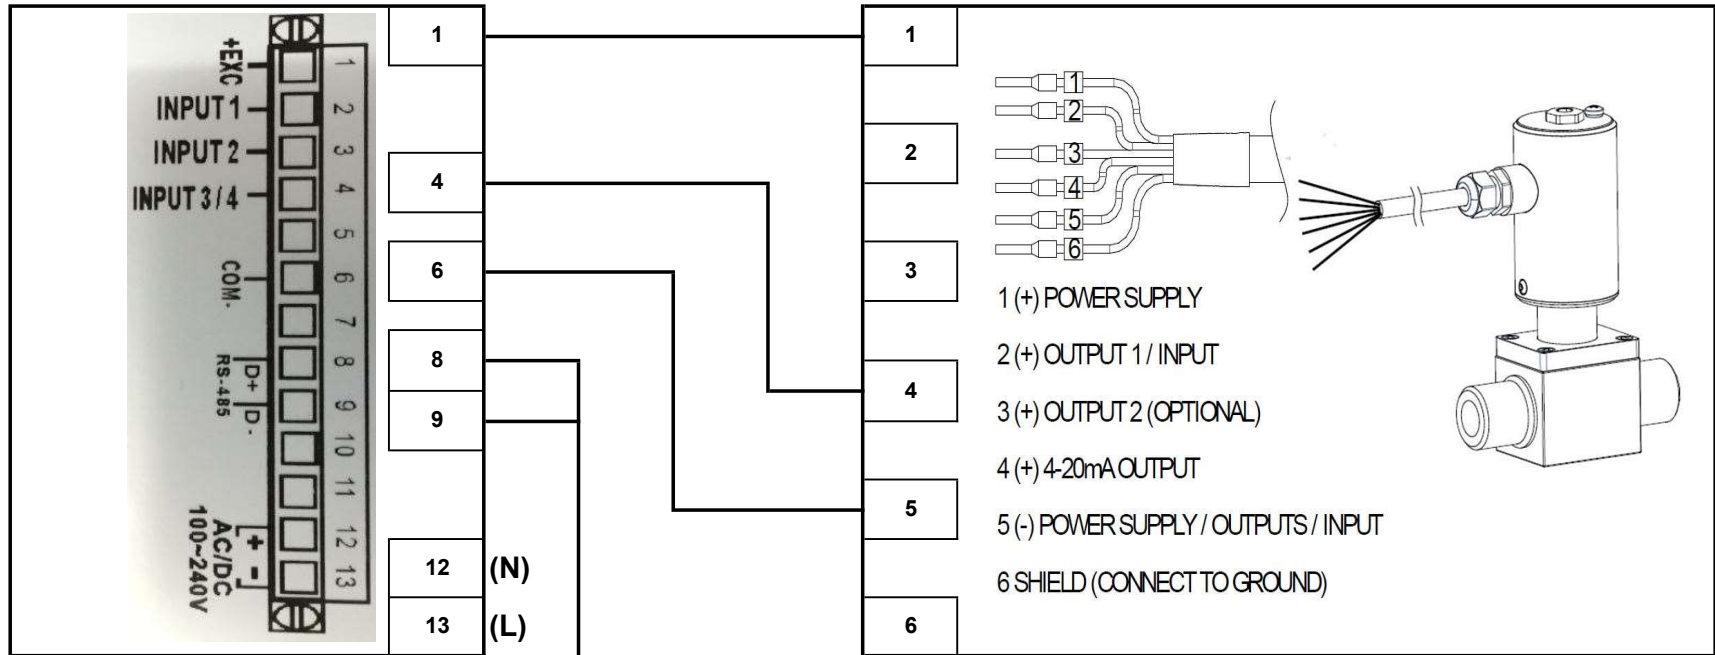 +EXC
INPUT 1
INPUT 2
INPUT 3 / 4
COM-
RS-485
D+
D-
AC/DC
100~240V
+
-
1
2
3
4
5
6
7
8
9
10
11
12
13
1
4
6
8
9
12 (N)
13 (L)
1
2
3
4
5
6
1
2
3
4
5
6
1 (+) POWER SUPPLY
2 (+) OUTPUT 1 / INPUT
3 (+) OUTPUT 2 (OPTIONAL)
4 (+) 4-20mA OUTPUT
5 (-) POWER SUPPLY / OUTPUTS / INPUT
6 SHIELD (CONNECT TO GROUND)